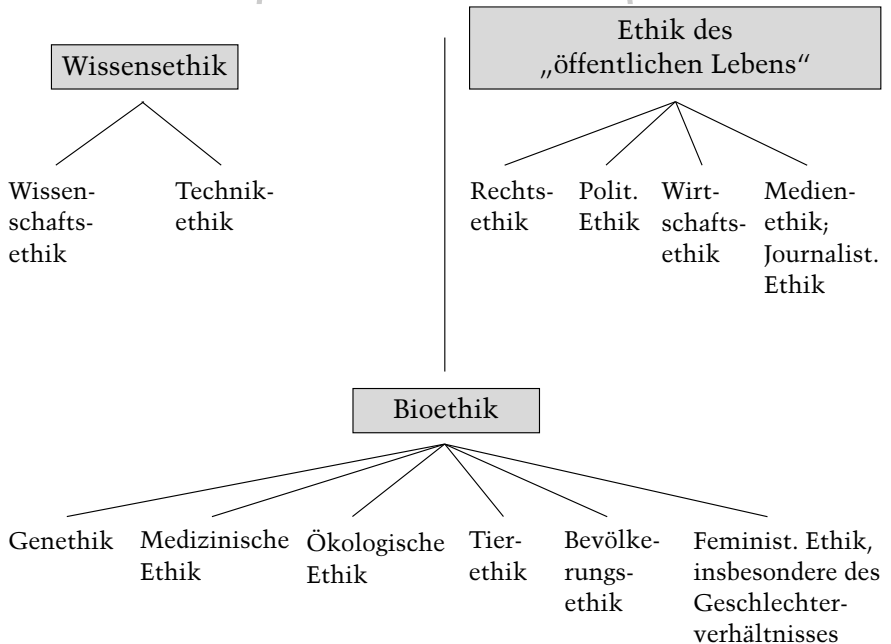 Wissensethik
Ethik des
„öffentlichen Lebens“
Wissen-
schafts-
ethik
Technik-
ethik
Rechts-
ethik
Polit.
Ethik
Wirt-
schafts-
ethik
Medien-
ethik;
Journalist.
Ethik
Bioethik
Genethik
Medizinische
Ethik
Ökologische
Ethik
Tier-
ethik
Bevölke-
rungs-
ethik
Feminist. Ethik,
insbesondere des
Geschlechter-
verhältnisses